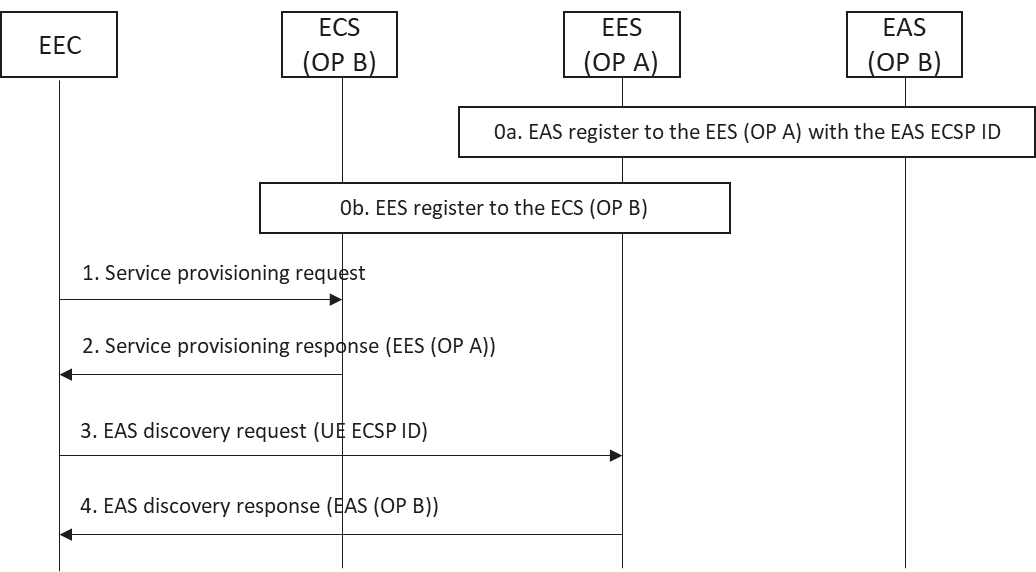 EEC
ECS
(OP B)
EES
(OP A)
EAS
(OP B)
0a. EAS register to the EES (OP A) with the EAS ECSP ID
0b. EES register to the ECS (OP B)
1. Service provisioning request
2. Service provisioning response (EES (OP A))
3. EAS discovery request (UE ECSP ID)
4. EAS discovery response (EAS (OP B))